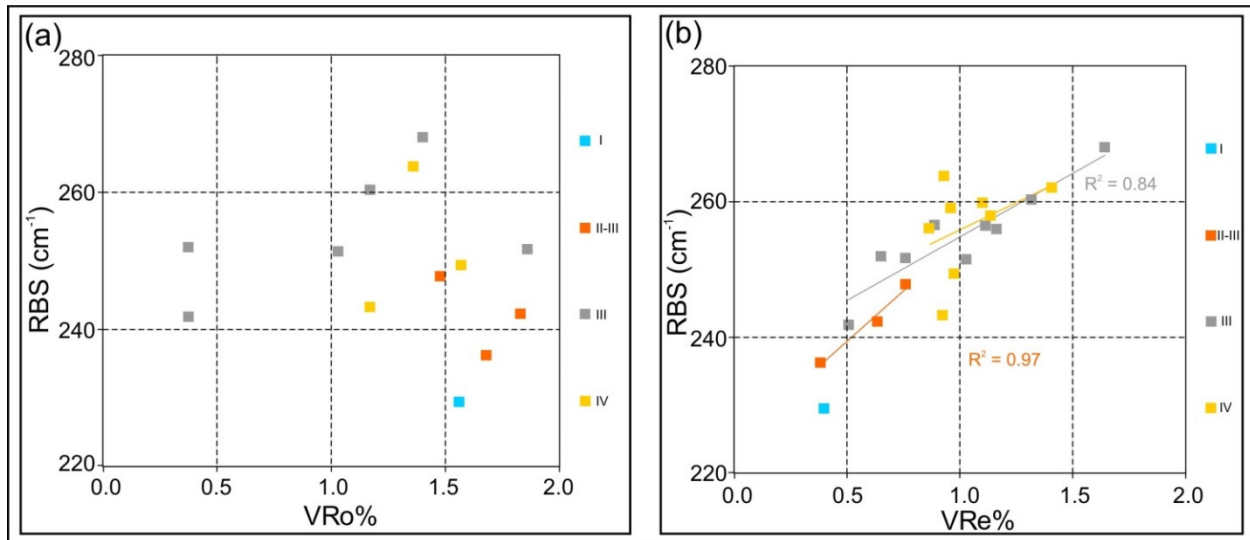 (a)
280
260
240
220
RBS (cm⁻¹)
0.0 0.5 1.0 1.5 2.0
VRo%
I
II-III
III
IV
(b)
280
260
240
220
RBS (cm⁻¹)
0.0 0.5 1.0 1.5 2.0
VRe%
R² = 0.84
R² = 0.97
I
II-III
III
IV